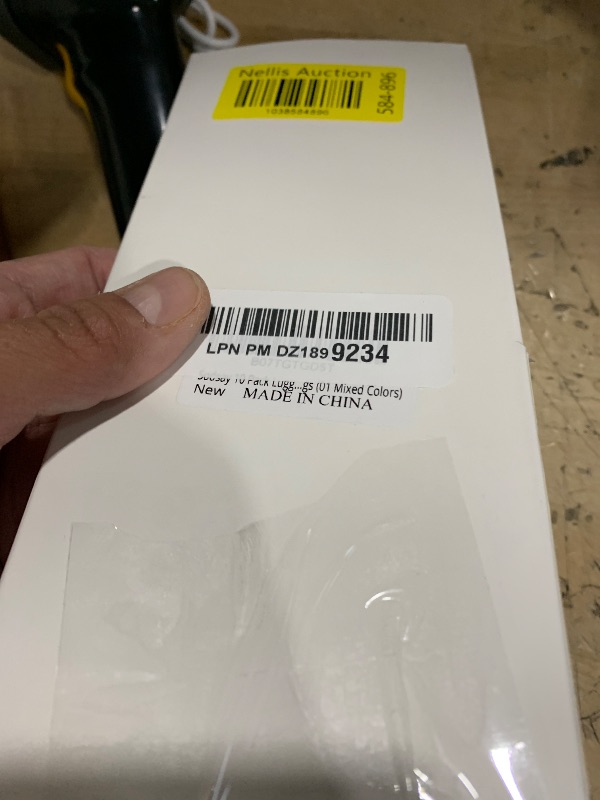 Nellis Auction
584-896
LPN PM DZ189 9234
10 Pack Lugg...gs (01 Mixed Colors)
New MADE IN CHINA